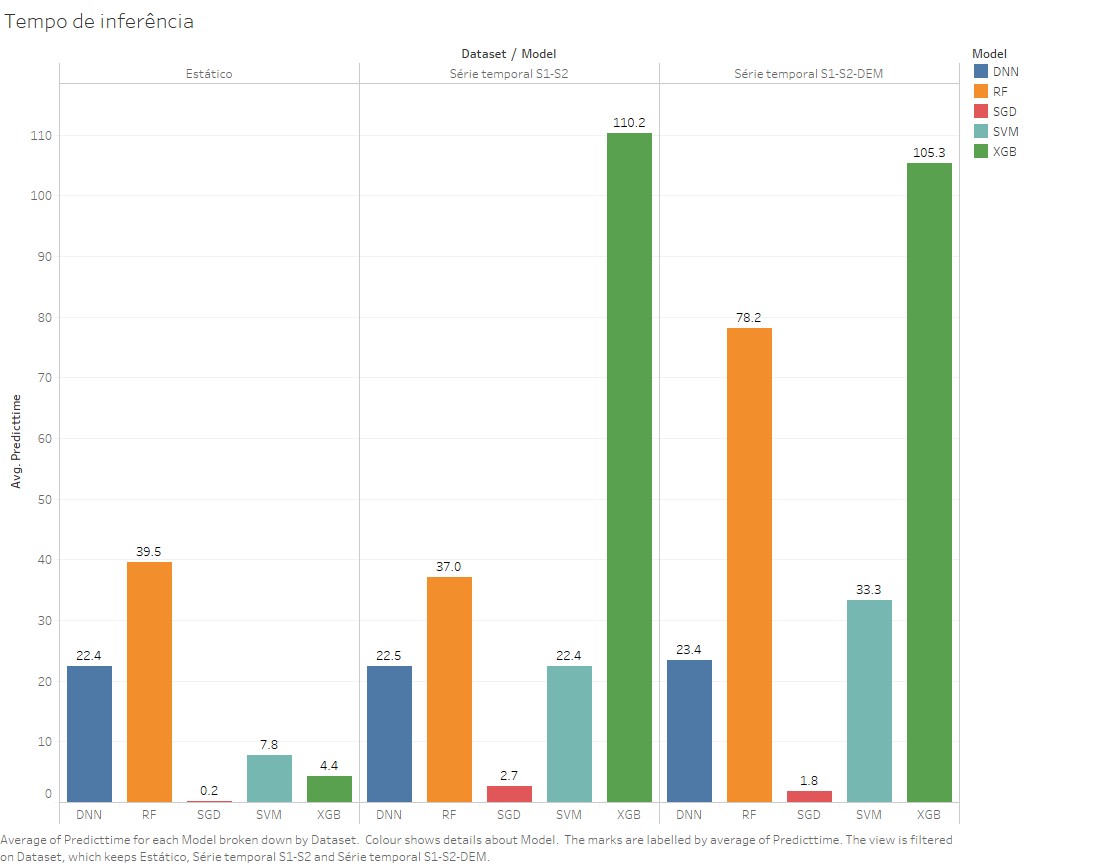 Tempo de inferência
Dataset / Model
Estático
Série temporal S1-S2
Série temporal S1-S2-DEM
Model
DNN
RF
SGD
SVM
XGB
Avg. Predicttime
110
100
90
80
70
60
50
40
30
20
10
0
22.4
39.5
0.2
7.8
4.4
22.5
37.0
2.7
22.4
110.2
23.4
78.2
1.8
33.3
105.3
DNN RF SGD SVM XGB DNN RF SGD SVM XGB DNN RF SGD SVM XGB
Average of Predicttime for each Model broken down by Dataset.  Colour shows details about Model.  The marks are labelled by average of Predicttime. The view is filtered
on Dataset, which keeps Estático, Série temporal S1-S2 and Série temporal S1-S2-DEM.